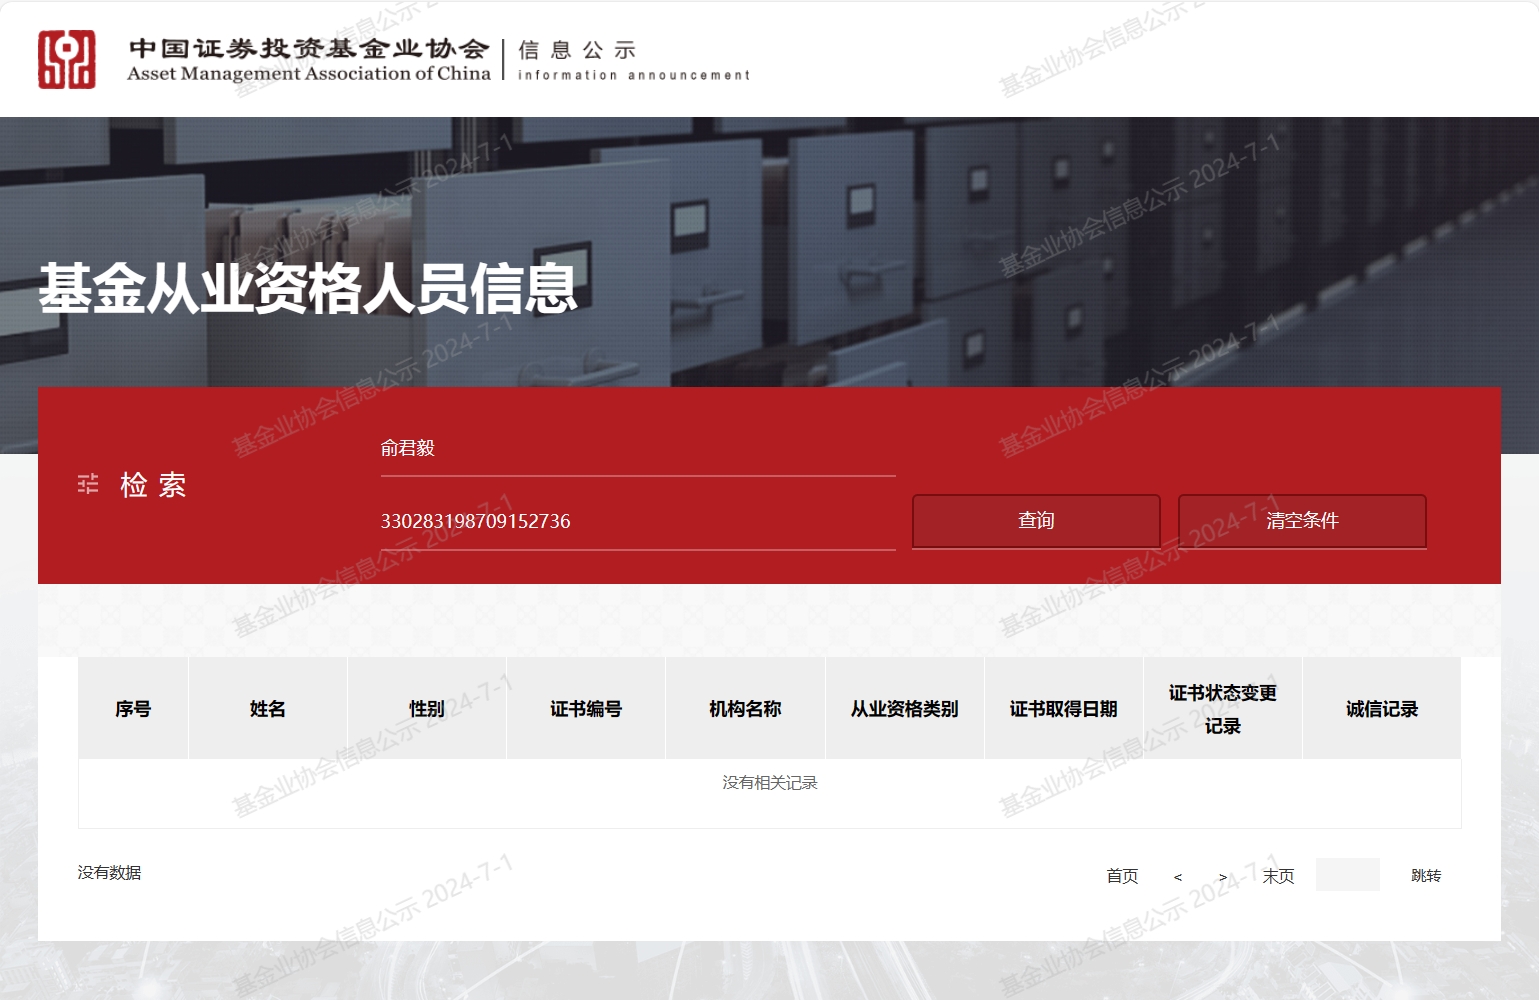 中国证券投资基金业协会 信息公示
Asset Management Association of China information announcement
基金从业资格人员信息
检索
俞君毅
330283198709152736
查询 清空条件
序号 姓名 性别 证书编号 机构名称 从业资格类别 证书取得日期 证书状态变更记录 诚信记录
没有相关记录
没有数据
首页 < > 末页 跳转
基金业协会信息公示 2024-7-1